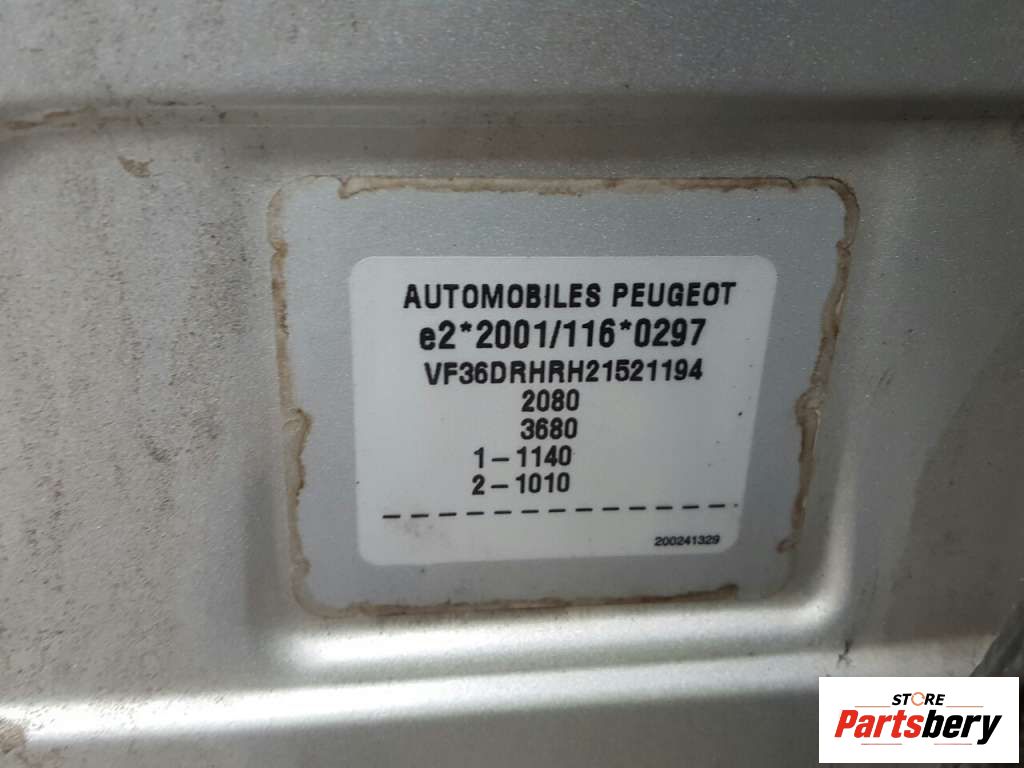 AUTOMOBILES PEUGEOT
e2*2001/116*0297
VF36DRHRH21521194
2080
3680
1-1140
2-1010
200241329
STORE
Partsbery